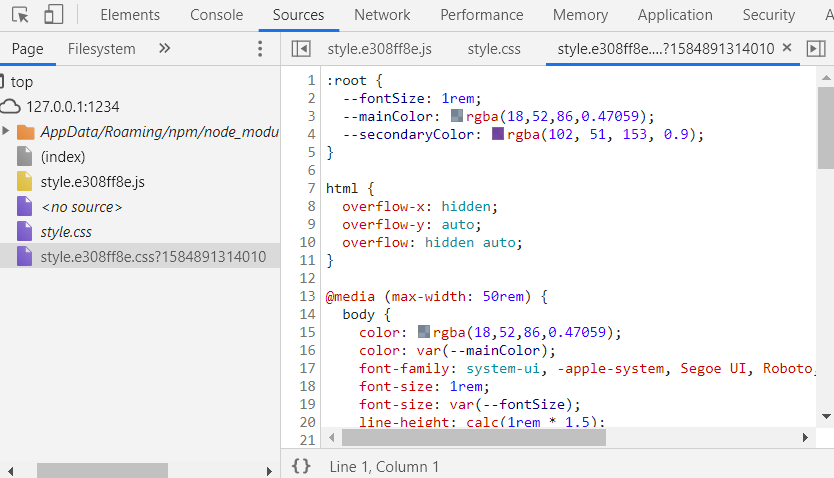 Elements Console Sources Network Performance Memory Application Security A
Page Filesystem » style.e308ff8e.js style.css style.e308ff8e....?1584891314010 ×
top
127.0.0.1:1234
AppData/Roaming/npm/node_modu
(index)
style.e308ff8e.js
<no source>
style.css
style.e308ff8e.css?1584891314010
1 :root {
2 --fontSize: 1rem;
3 --mainColor: rgba(18,52,86,0.47059);
4 --secondaryColor: rgba(102, 51, 153, 0.9);
5 }
6
7 html {
8 overflow-x: hidden;
9 overflow-y: auto;
10 overflow: hidden auto;
11 }
12
13 @media (max-width: 50rem) {
14 body {
15 color: rgba(18,52,86,0.47059);
16 color: var(--mainColor);
17 font-family: system-ui, -apple-system, Segoe UI, Roboto,
18 font-size: 1rem;
19 font-size: var(--fontSize);
20 line-height: calc(1rem * 1.5);
21
{} Line 1, Column 1